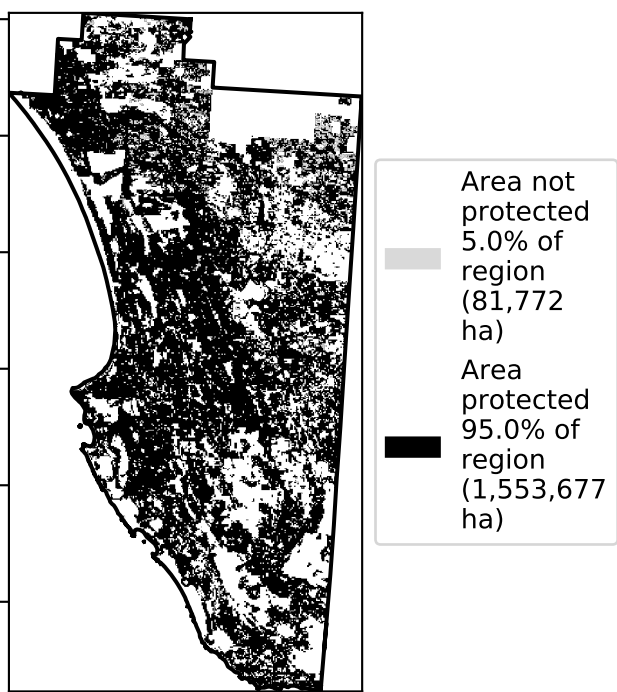 Area not
protected
5.0% of
region
(81,772
ha)
Area
protected
95.0% of
region
(1,553,677
ha)